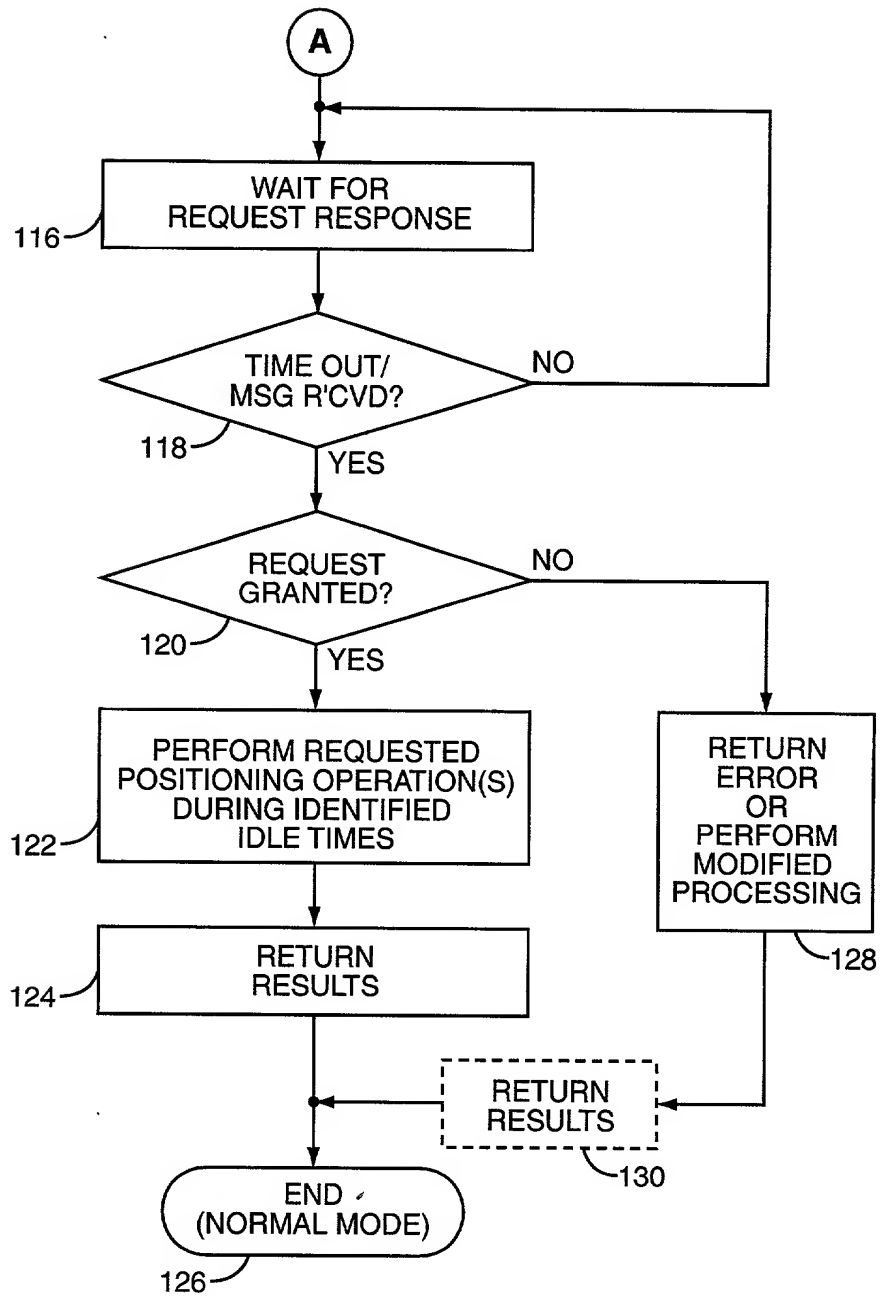 A
WAIT FOR
REQUEST RESPONSE
116
TIME OUT/
MSG R'CVD?
NO
118
YES
REQUEST
GRANTED?
NO
120
YES
PERFORM REQUESTED
POSITIONING OPERATION(S)
DURING IDENTIFIED
IDLE TIMES
122
RETURN
ERROR
OR
PERFORM
MODIFIED
PROCESSING
128
RETURN
RESULTS
124
RETURN
RESULTS
130
END
(NORMAL MODE)
126